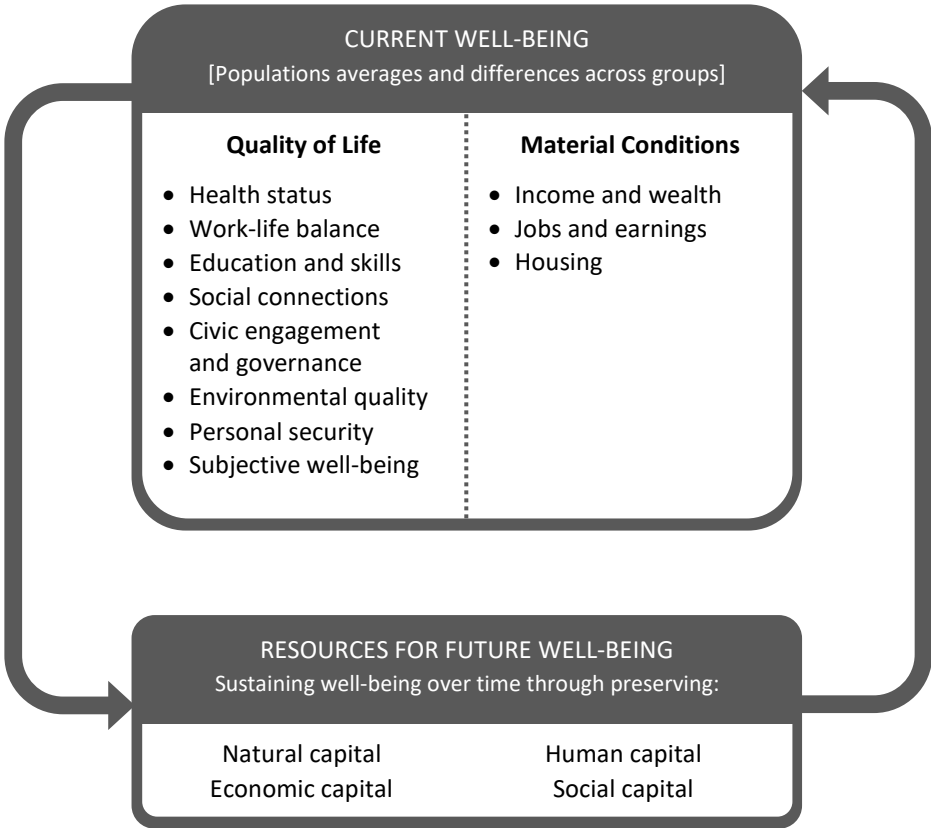 CURRENT WELL-BEING
[Populations averages and differences across groups]
Quality of Life
• Health status
• Work-life balance
• Education and skills
• Social connections
• Civic engagement
and governance
• Environmental quality
• Personal security
• Subjective well-being
Material Conditions
• Income and wealth
• Jobs and earnings
• Housing
RESOURCES FOR FUTURE WELL-BEING
Sustaining well-being over time through preserving:
Natural capital
Economic capital
Human capital
Social capital